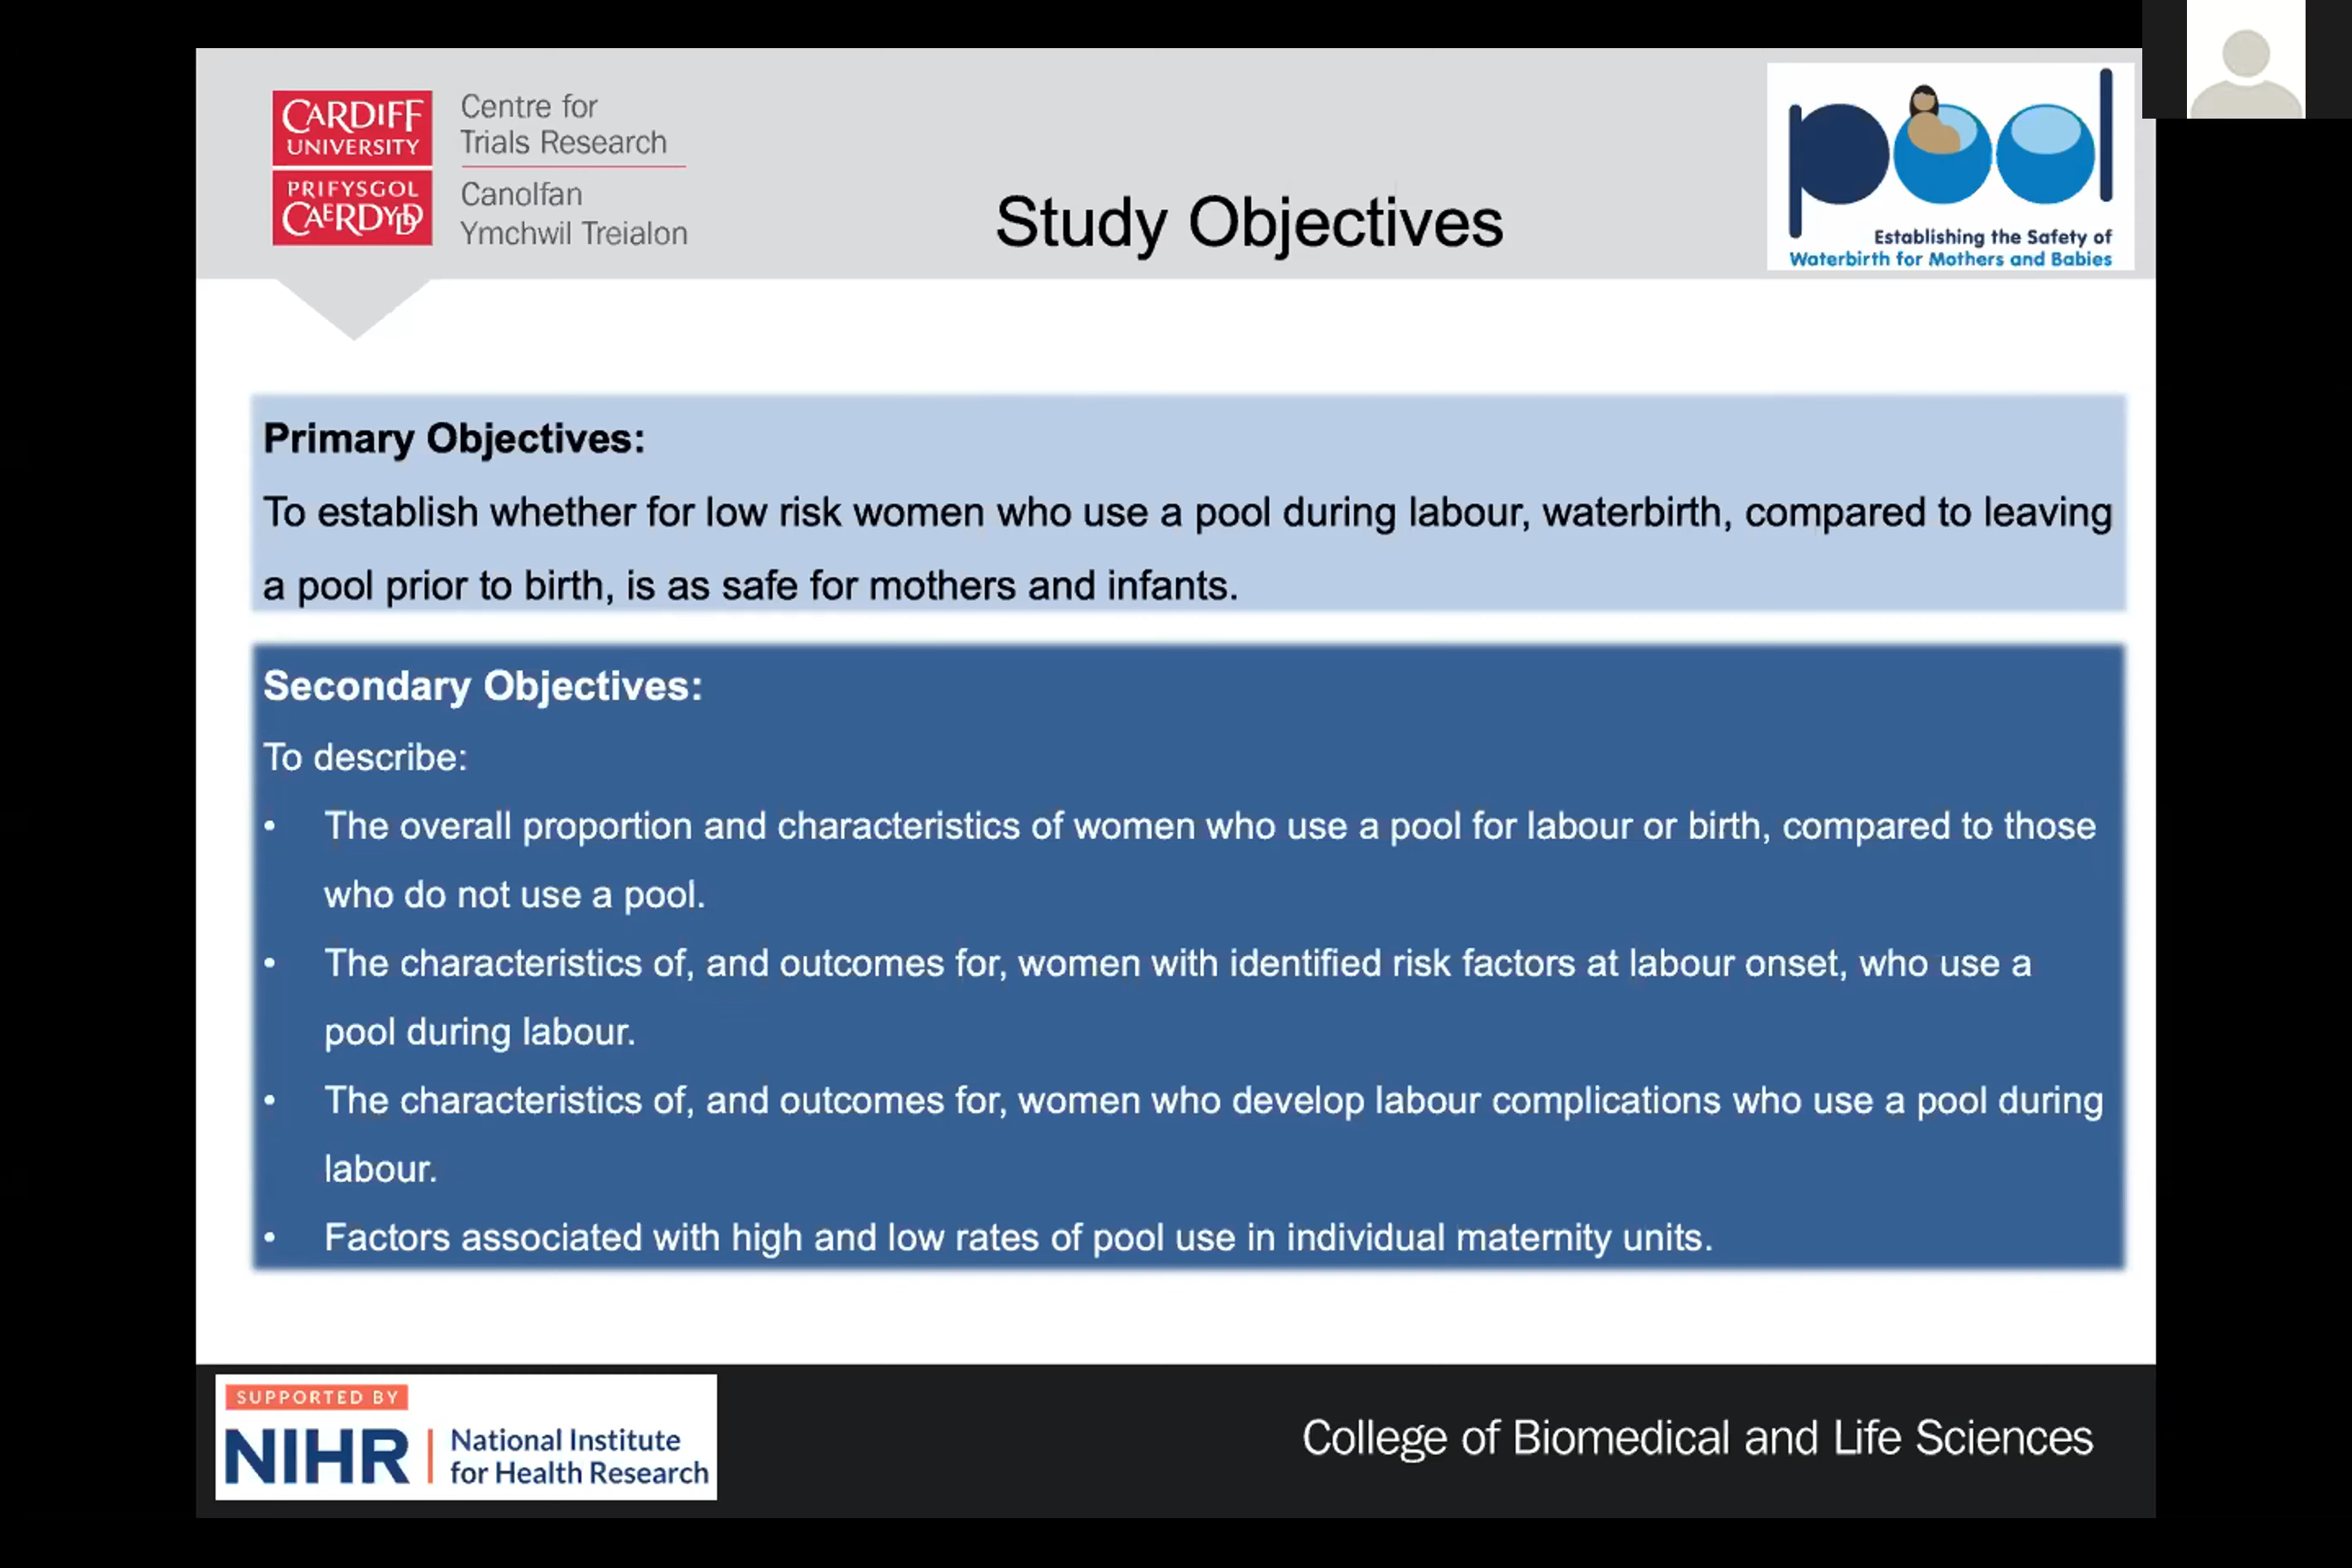 CARDIFF
UNIVERSITY
PRIFYSGOL
CAERDYDD
Centre for
Trials Research
Canolfan
Ymchwil Treialon
Study Objectives
pool
Establishing the Safety of
Waterbirth for Mothers and Babies
Primary Objectives:
To establish whether for low risk women who use a pool during labour, waterbirth, compared to leaving
a pool prior to birth, is as safe for mothers and infants.
Secondary Objectives:
To describe:
• The overall proportion and characteristics of women who use a pool for labour or birth, compared to those
who do not use a pool.
• The characteristics of, and outcomes for, women with identified risk factors at labour onset, who use a
pool during labour.
• The characteristics of, and outcomes for, women who develop labour complications who use a pool during
labour.
• Factors associated with high and low rates of pool use in individual maternity units.
SUPPORTED BY
NIHR | National Institute
for Health Research
College of Biomedical and Life Sciences